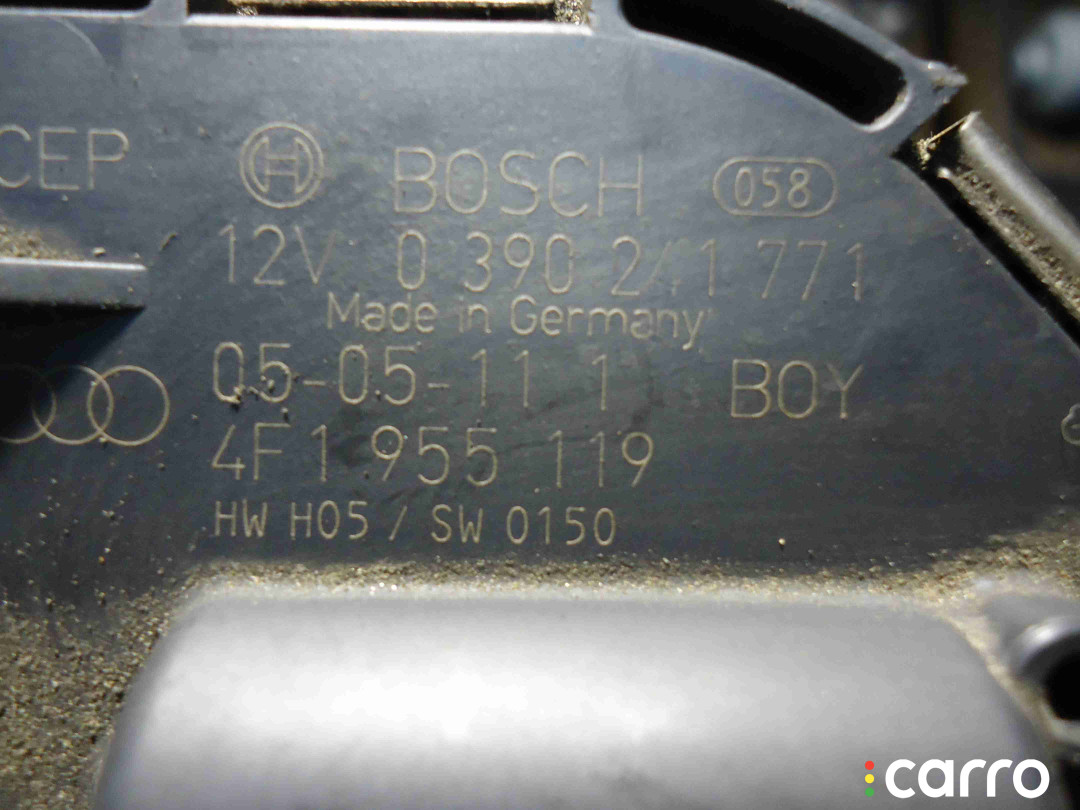 CEP BOSCH 058
12V 0 390 241 771
Made in Germany
05-05-11 1 BOY
4F1 955 119
HW H05 / SW 0150
carro